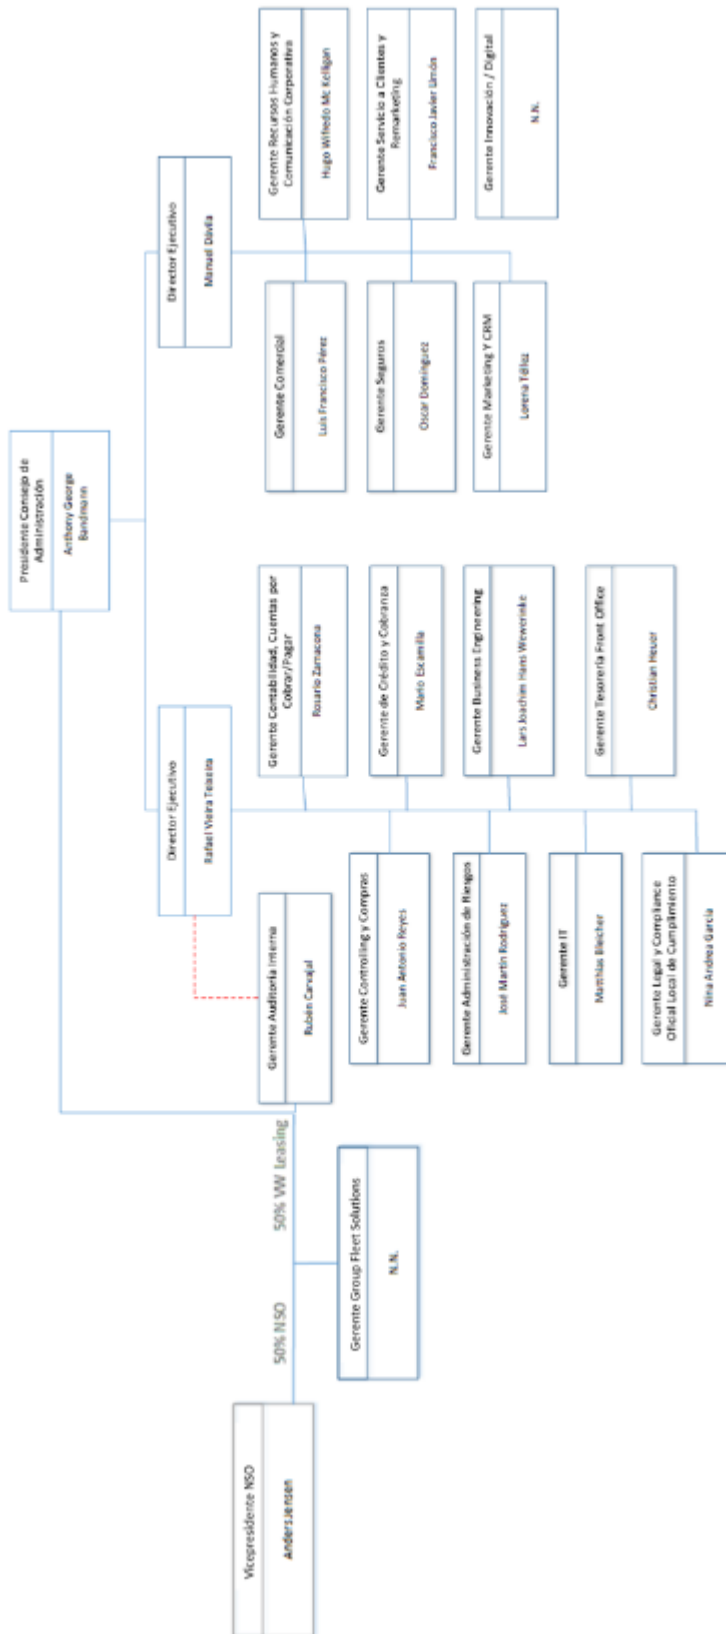 Presidente Consejo de
Administración
Anthony George
Bandmann
Director Ejecutivo
Rafael Vieira Teixeira
Director Ejecutivo
Manuel Dávila
Vicepresidente NSO
Anders Jensen
50% NSO
50% VW Leasing
Gerente Group Fleet Solutions
N.N.
Gerente Auditoría Interna
Rubén Carvajal
Gerente Contabilidad, Cuentas por
Cobrar/Pagar
Rosario Zamacona
Gerente Controlling y Compras
Juan Antonio Reyes
Gerente de Crédito y Cobranza
Mario Escamilla
Gerente Administración de Riesgos
José Martín Rodríguez
Gerente Business Engineering
Lars Joachim Hans Wewerinke
Gerente IT
Matthias Bleicher
Gerente Tesorería Front Office
Christian Heuer
Gerente Legal y Compliance
Oficial Local de Cumplimiento
Nina Andrea García
Gerente Comercial
Luis Francisco Pérez
Gerente Recursos Humanos y
Comunicación Corporativa
Hugo Wifredo Mc Kelligan
Gerente Seguros
Oscar Domínguez
Gerente Servicio a Clientes y
Remarketing
Francisco Javier Limón
Gerente Marketing Y CRM
Lorena Téllez
Gerente Innovación / Digital
N.N.